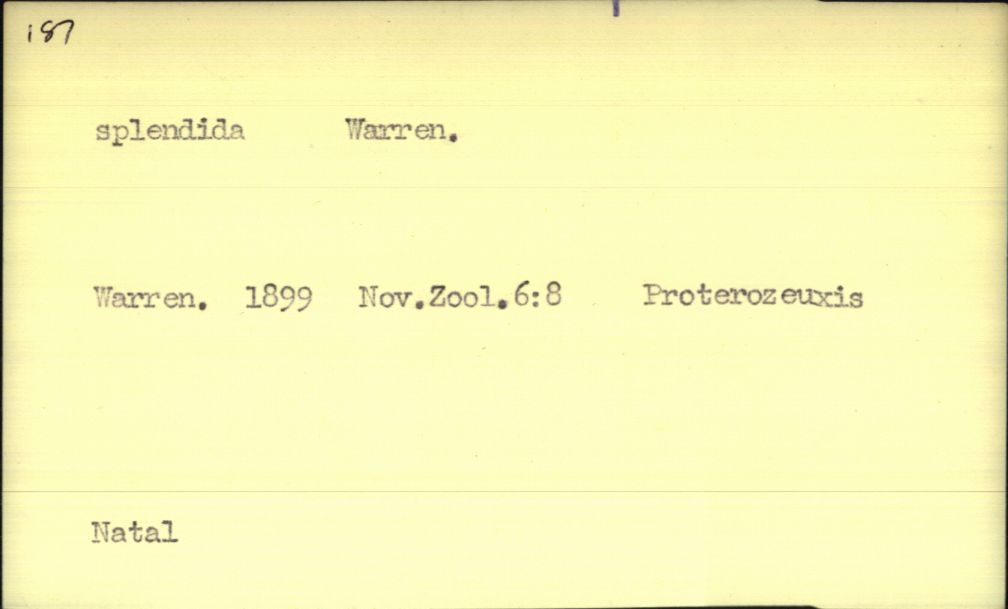 187
splendida Warren.
Warren. 1899 Nov.Zool.6:8 Proterozeuxis
Natal